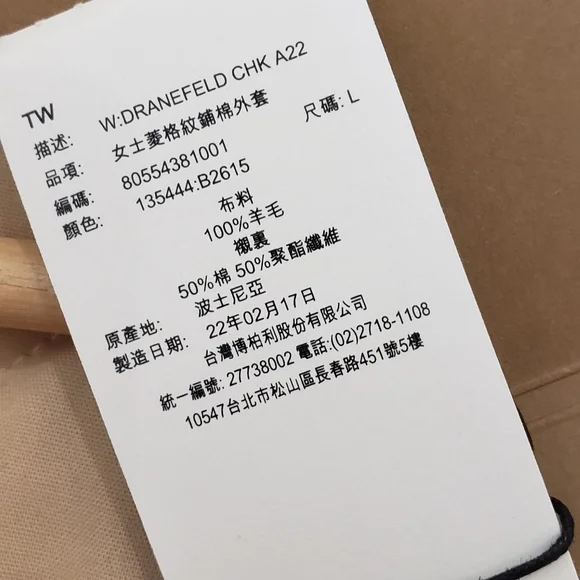 TW
描述: W:DRANEFELD CHK A22
品項: 女士菱格紋鋪棉外套
編碼: 80554381001 尺碼: L
顏色: 135444:B2615
布料
100%羊毛
襯裏
50%棉 50%聚酯纖維
原產地: 波士尼亞
製造日期: 22年02月17日
台灣博柏利股份有限公司
統一編號: 27738002 電話:(02)2718-1108
10547台北市松山區長春路451號5樓